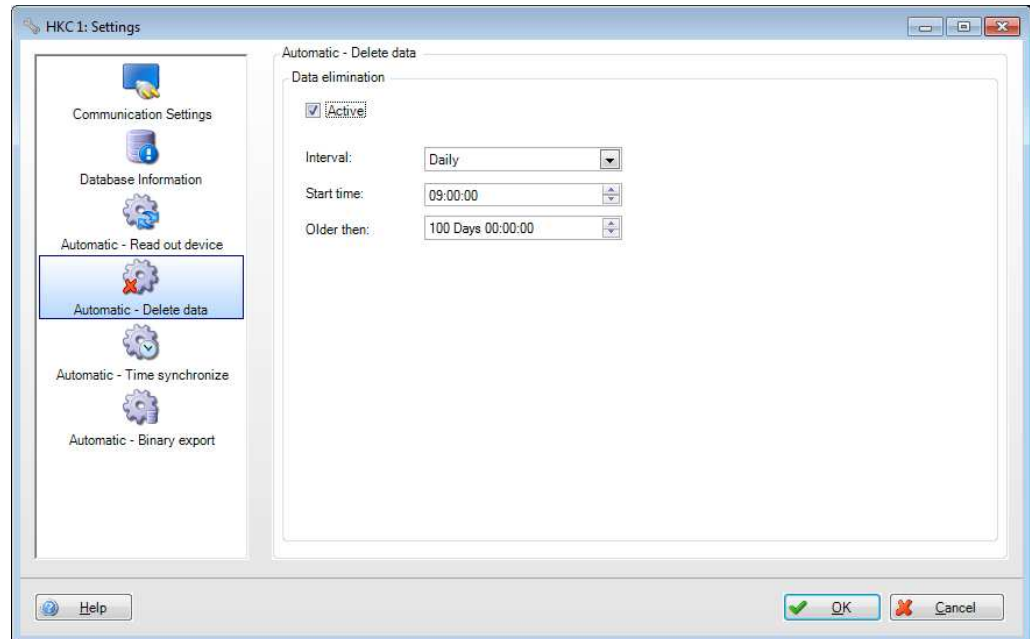 HKC 1: Settings
Communication Settings
Database Information
Automatic - Read out device
Automatic - Delete data
Automatic - Time synchronize
Automatic - Binary export
Automatic - Delete data
Data elimination
Active
Interval: Daily
Start time: 09:00:00
Older then: 100 Days 00:00:00
Help
OK
Cancel